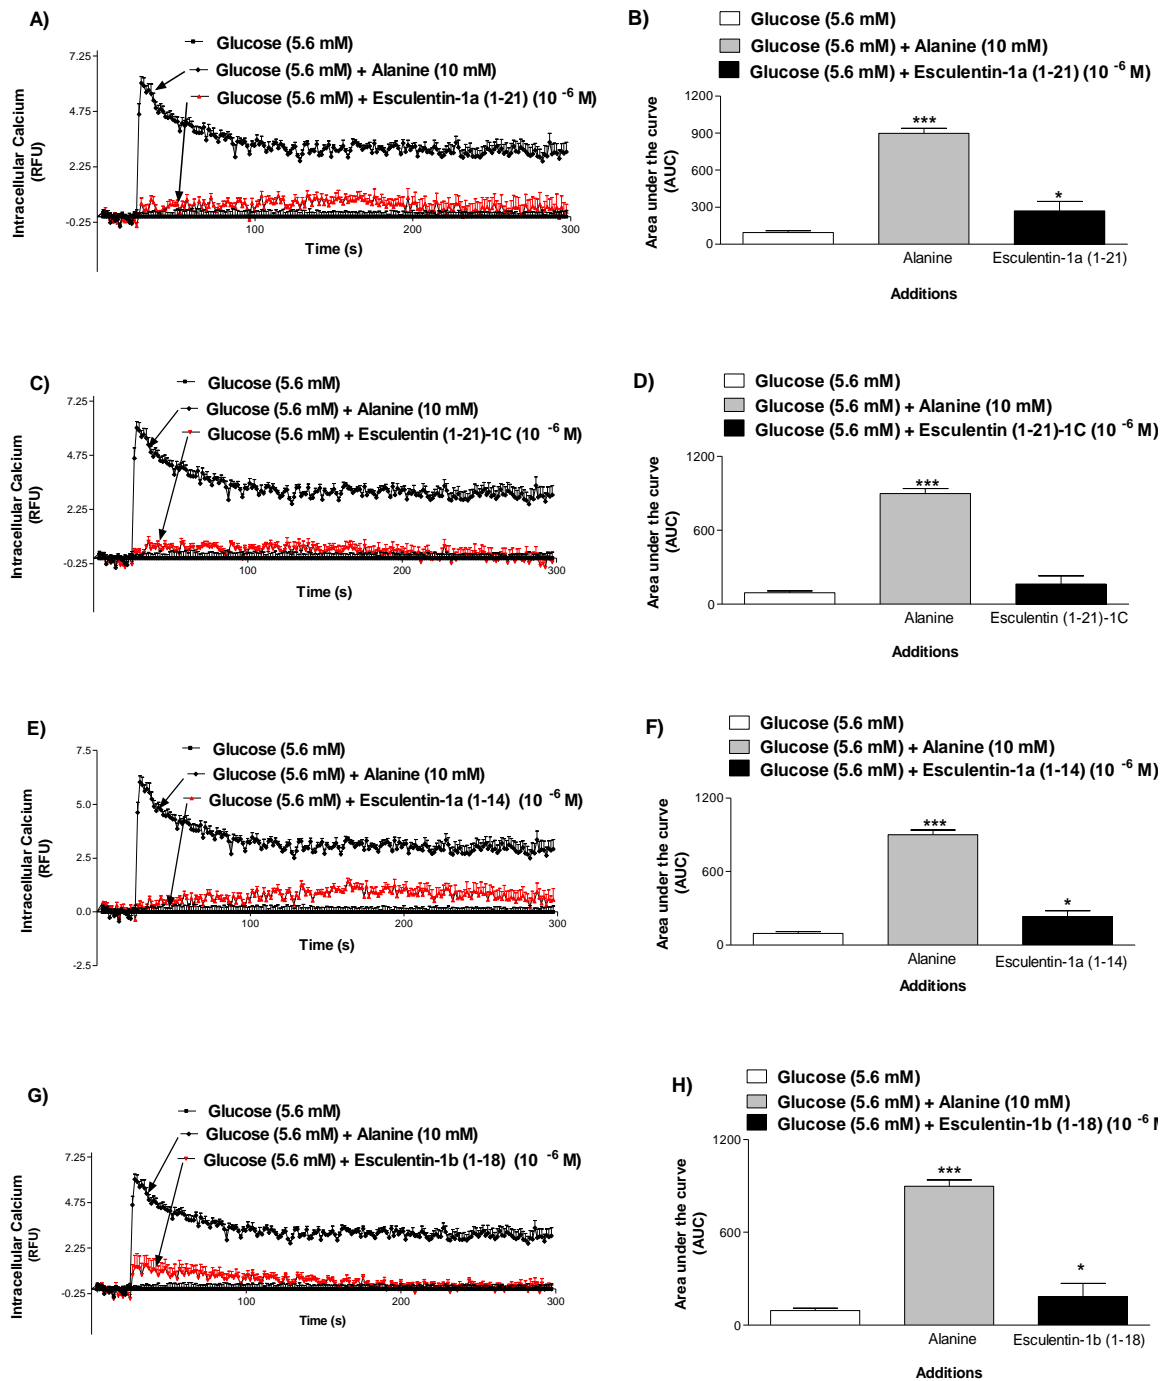 A)
Glucose (5.6 mM)
Glucose (5.6 mM) + Alanine (10 mM)
Glucose (5.6 mM) + Esculentin-1a (1-21) (10 -6 M)
Intracellular Calcium
(RFU)
7.25
4.75
2.25
-0.25
100
200
300
Time (s)
B)
Glucose (5.6 mM)
Glucose (5.6 mM) + Alanine (10 mM)
Glucose (5.6 mM) + Esculentin-1a (1-21) (10 -6 M)
Area under the curve
(AUC)
1200
900
600
300
0
***
*
Alanine
Esculentin-1a (1-21)
Additions
C)
Glucose (5.6 mM)
Glucose (5.6 mM) + Alanine (10 mM)
Glucose (5.6 mM) + Esculentin (1-21)-1C (10 -6 M)
Intracellular Calcium
(RFU)
7.25
4.75
2.25
-0.25
100
200
300
Time (s)
D)
Glucose (5.6 mM)
Glucose (5.6 mM) + Alanine (10 mM)
Glucose (5.6 mM) + Esculentin (1-21)-1C (10 -6 M)
Area under the curve
(AUC)
1200
600
0
***
Alanine
Esculentin (1-21)-1C
Additions
E)
Glucose (5.6 mM)
Glucose (5.6 mM) + Alanine (10 mM)
Glucose (5.6 mM) + Esculentin-1a (1-14) (10 -6 M)
Intracellular Calcium
(RFU)
7.5
5.0
2.5
0.0
-2.5
100
200
300
Time (s)
F)
Glucose (5.6 mM)
Glucose (5.6 mM) + Alanine (10 mM)
Glucose (5.6 mM) + Esculentin-1a (1-14) (10 -6 M)
Area under the curve
(AUC)
1200
600
0
***
*
Alanine
Esculentin-1a (1-14)
Additions
G)
Glucose (5.6 mM)
Glucose (5.6 mM) + Alanine (10 mM)
Glucose (5.6 mM) + Esculentin-1b (1-18) (10 -6 M)
Intracellular Calcium
(RFU)
7.25
4.75
2.25
-0.25
100
200
300
Time (s)
H)
Glucose (5.6 mM)
Glucose (5.6 mM) + Alanine (10 mM)
Glucose (5.6 mM) + Esculentin-1b (1-18) (10 -6 M
Area under the curve
(AUC)
1200
600
0
***
*
Alanine
Esculentin-1b (1-18)
Additions